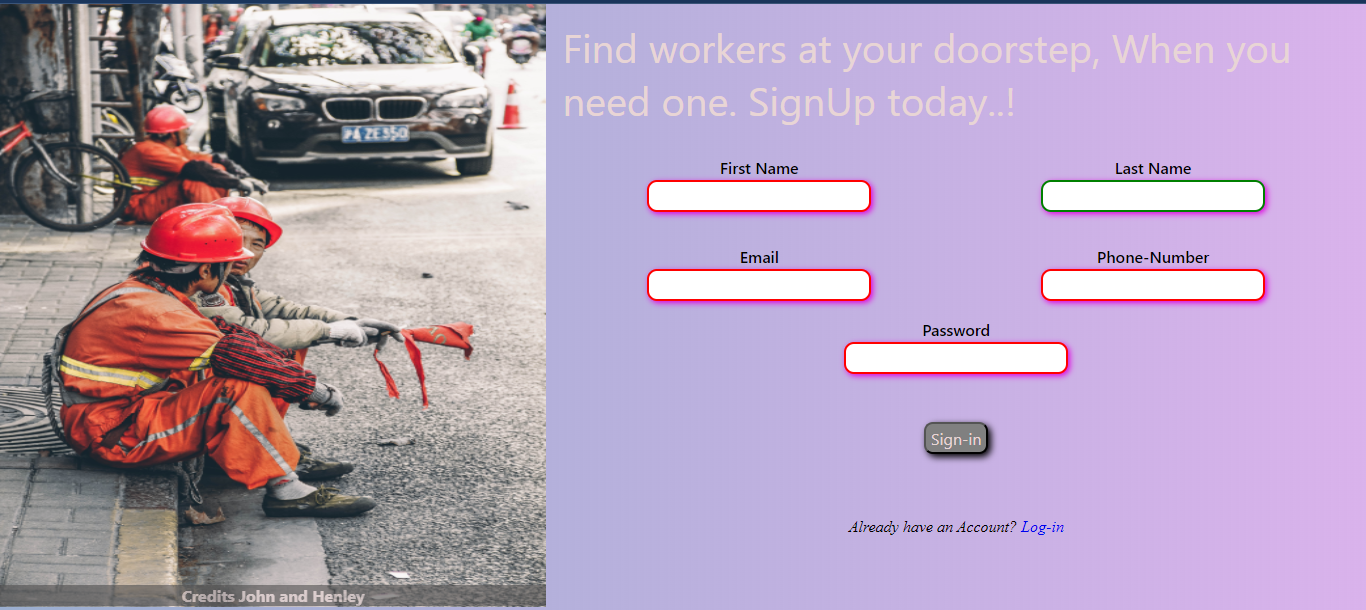 Find workers at your doorstep, When you
need one. SignUp today..!
First Name
Last Name
Email
Phone-Number
Password
Sign-in
Already have an Account? Log-in
Credits John and Henley